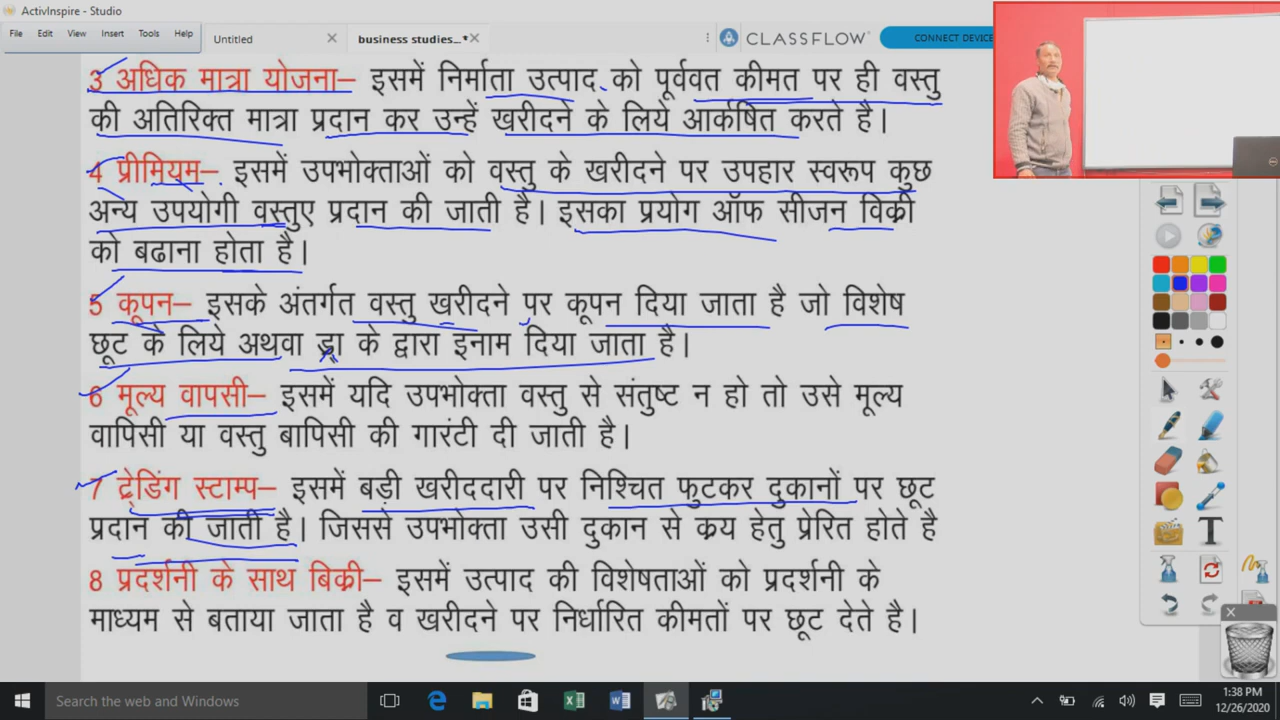 ActivInspire - Studio
File Edit View Insert Tools Help
Untitled
business studies...*
CLASSFLOW
CONNECT DEVICE
3 अधिक मात्रा योजना– इसमें निर्माता उत्पाद को पूर्ववत कीमत पर ही वस्तु
की अतिरिक्त मात्रा प्रदान कर उन्हें खरीदने के लिये आर्कषित करते है।
4 प्रीमियम– इसमें उपभोक्ताओं को वस्तु के खरीदने पर उपहार स्वरूप कुछ
अन्य उपयोगी वस्तुए प्रदान की जाती है। इसका प्रयोग ऑफ सीजन विक्री
को बढाना होता है।
5 कूपन– इसके अंतर्गत वस्तु खरीदने पर कूपन दिया जाता है जो विशेष
छूट के लिये अथवा ड्रा के द्वारा इनाम दिया जाता है।
6 मूल्य वापसी– इसमें यदि उपभोक्ता वस्तु से संतुष्ट न हो तो उसे मूल्य
वापिसी या वस्तु बापिसी की गारंटी दी जाती है।
7 ट्रेडिंग स्टाम्प– इसमें बड़ी खरीददारी पर निश्चित फुटकर दुकानों पर छूट
प्रदान की जाती है। जिससे उपभोक्ता उसी दुकान से क्रय हेतु प्रेरित होते है
8 प्रदर्शनी के साथ बिक्री– इसमें उत्पाद की विशेषताओं को प्रदर्शनी के
माध्यम से बताया जाता है व खरीदने पर निर्धारित कीमतों पर छूट देते है।
T
Search the web and Windows
1:38 PM
12/26/2020